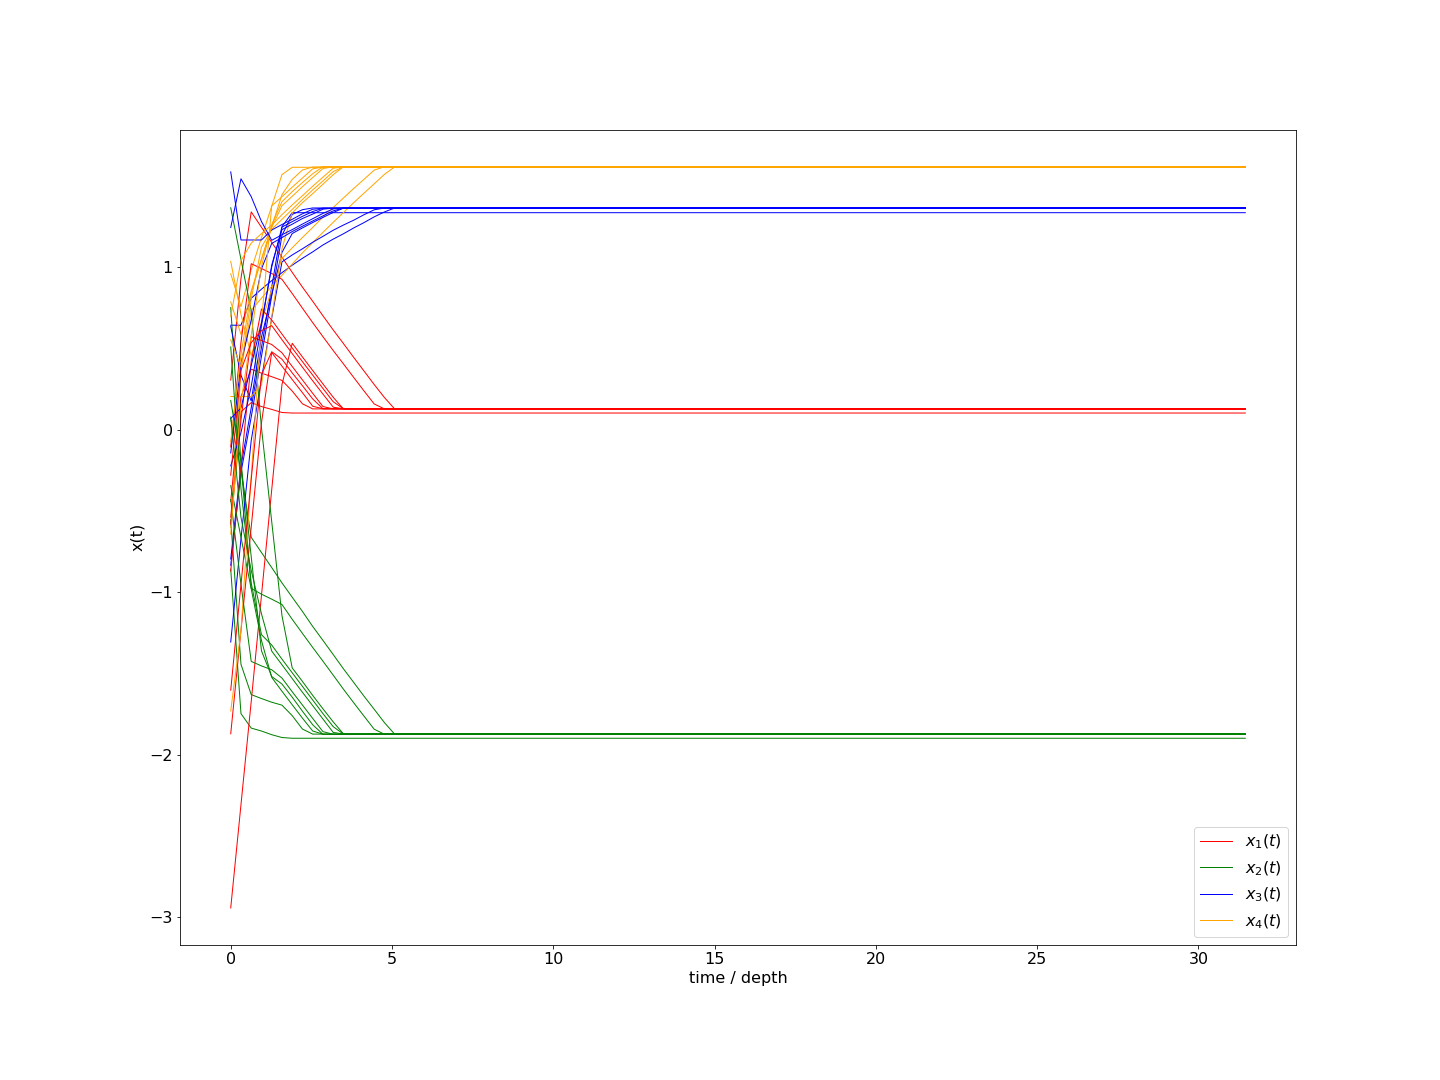 1
0
−1
−2
−3
x(t)
0 5 10 15 20 25 30
time / depth
x₁(t)
x₂(t)
x₃(t)
x₄(t)